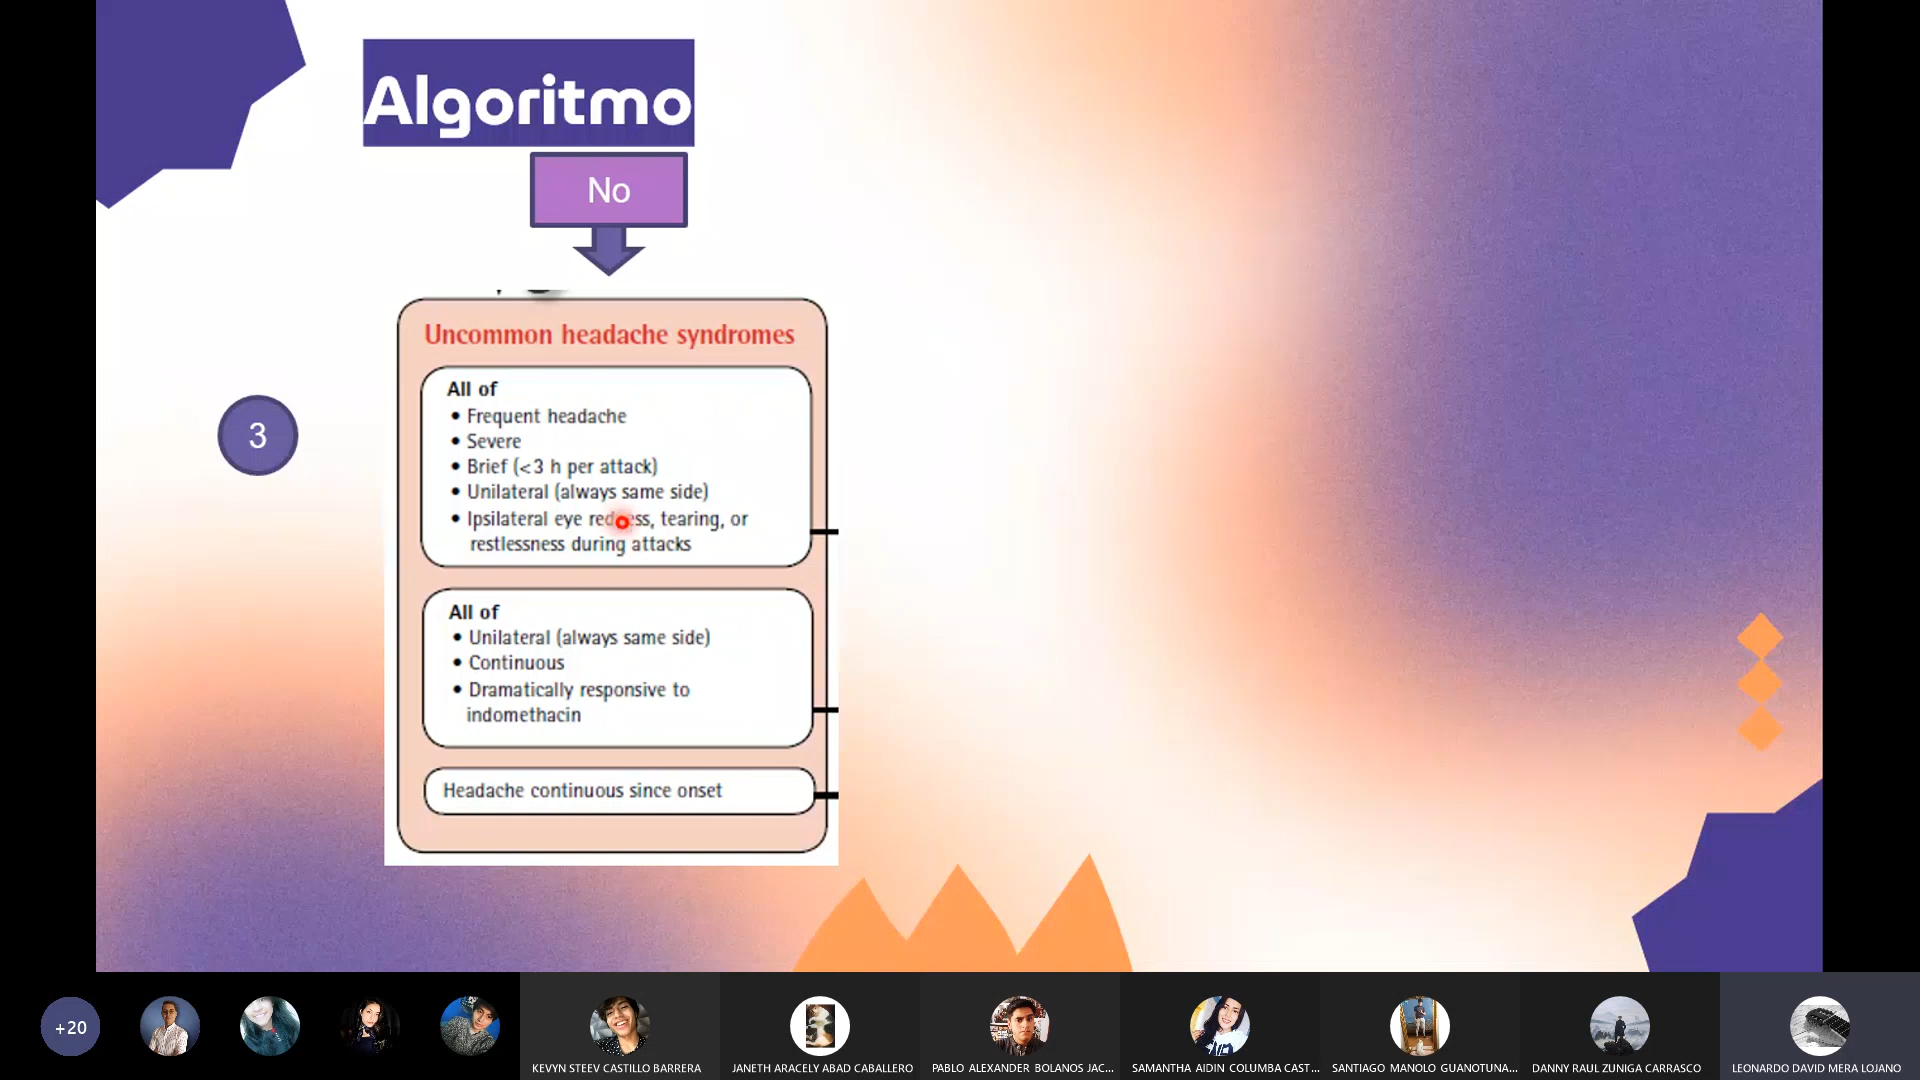 Algoritmo
No
3
Uncommon headache syndromes
All of
• Frequent headache
• Severe
• Brief (<3 h per attack)
• Unilateral (always same side)
• Ipsilateral eye redness, tearing, or
restlessness during attacks
All of
• Unilateral (always same side)
• Continuous
• Dramatically responsive to
indomethacin
Headache continuous since onset
+20
KEVYN STEEV CASTILLO BARRERA
JANETH ARACELY ABAD CABALLERO
PABLO ALEXANDER BOLANOS JAC...
SAMANTHA AIDIN COLUMBA CAST...
SANTIAGO MANOLO GUANOTUNA...
DANNY RAUL ZUNIGA CARRASCO
LEONARDO DAVID MERA LOJANO